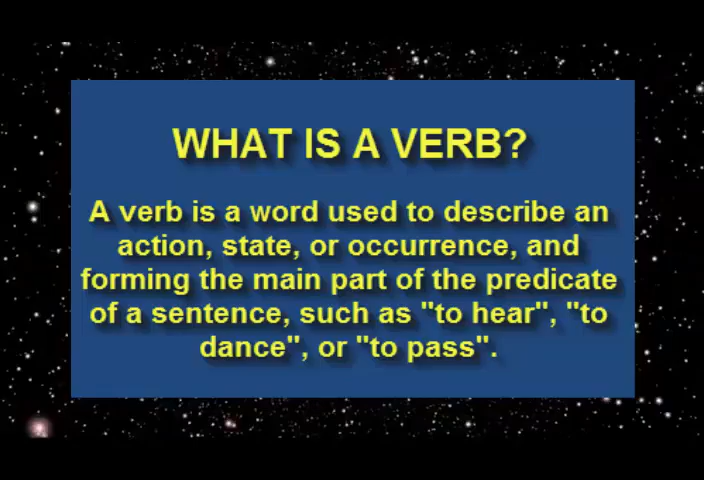 WHAT IS A VERB?
A verb is a word used to describe an
action, state, or occurrence, and
forming the main part of the predicate
of a sentence, such as "to hear", "to
dance", or "to pass".